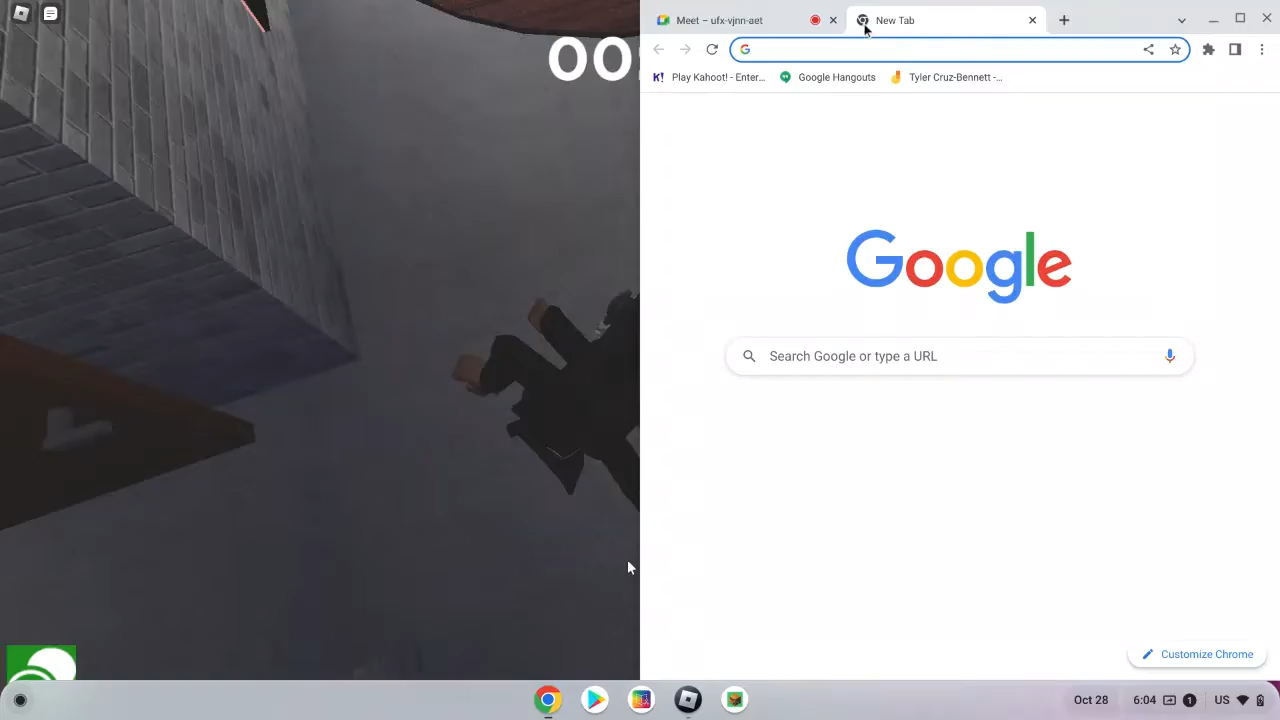 00:
Meet – ufx-vjnn-aet
New Tab
Play Kahoot! - Enter...
Google Hangouts
Tyler Cruz-Bennett -...
Google
Search Google or type a URL
Customize Chrome
Oct 28
6:04
1
US